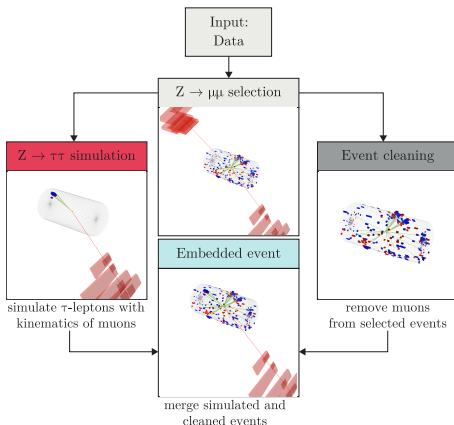 Input:
Data
Z → μμ selection
Z → ττ simulation
Event cleaning
Embedded event
simulate τ-leptons with
kinematics of muons
remove muons
from selected events
merge simulated and
cleaned events